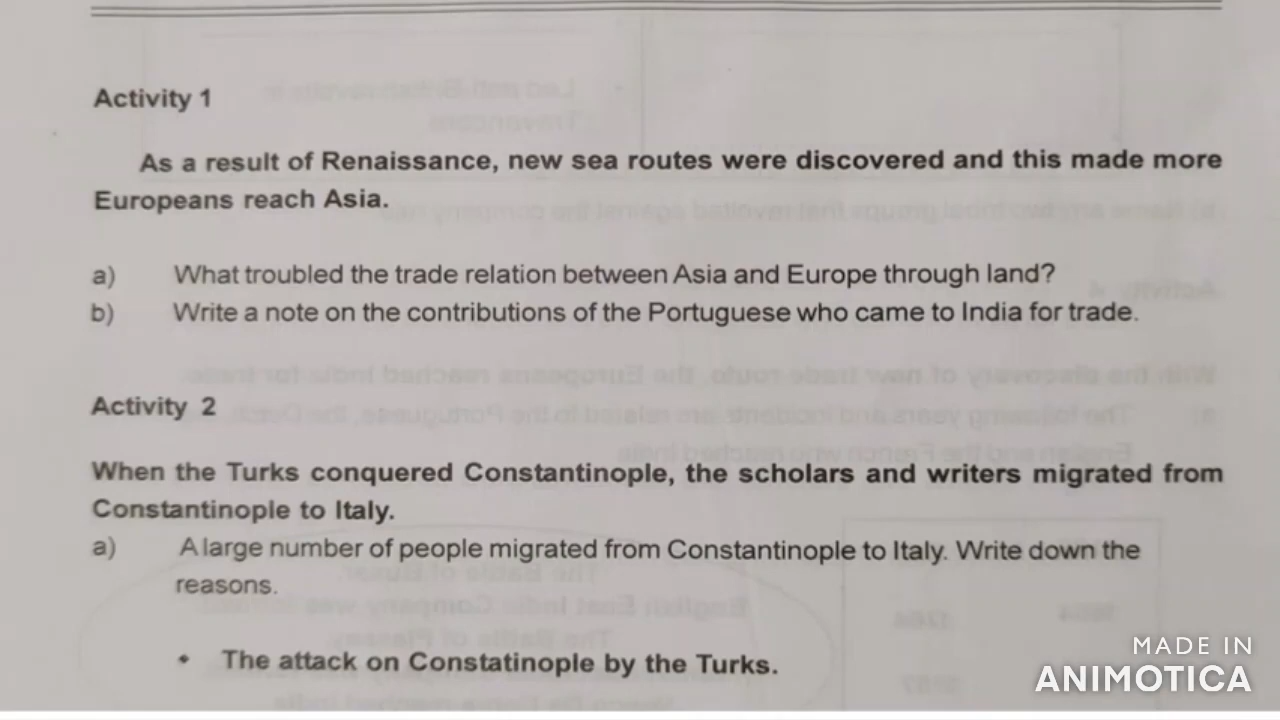 Activity 1
As a result of Renaissance, new sea routes were discovered and this made more
Europeans reach Asia.
a) What troubled the trade relation between Asia and Europe through land?
b) Write a note on the contributions of the Portuguese who came to India for trade.
Activity 2
When the Turks conquered Constantinople, the scholars and writers migrated from
Constantinople to Italy.
a) A large number of people migrated from Constantinople to Italy. Write down the
reasons.
• The attack on Constatinople by the Turks.
MADE IN
ANIMOTICA